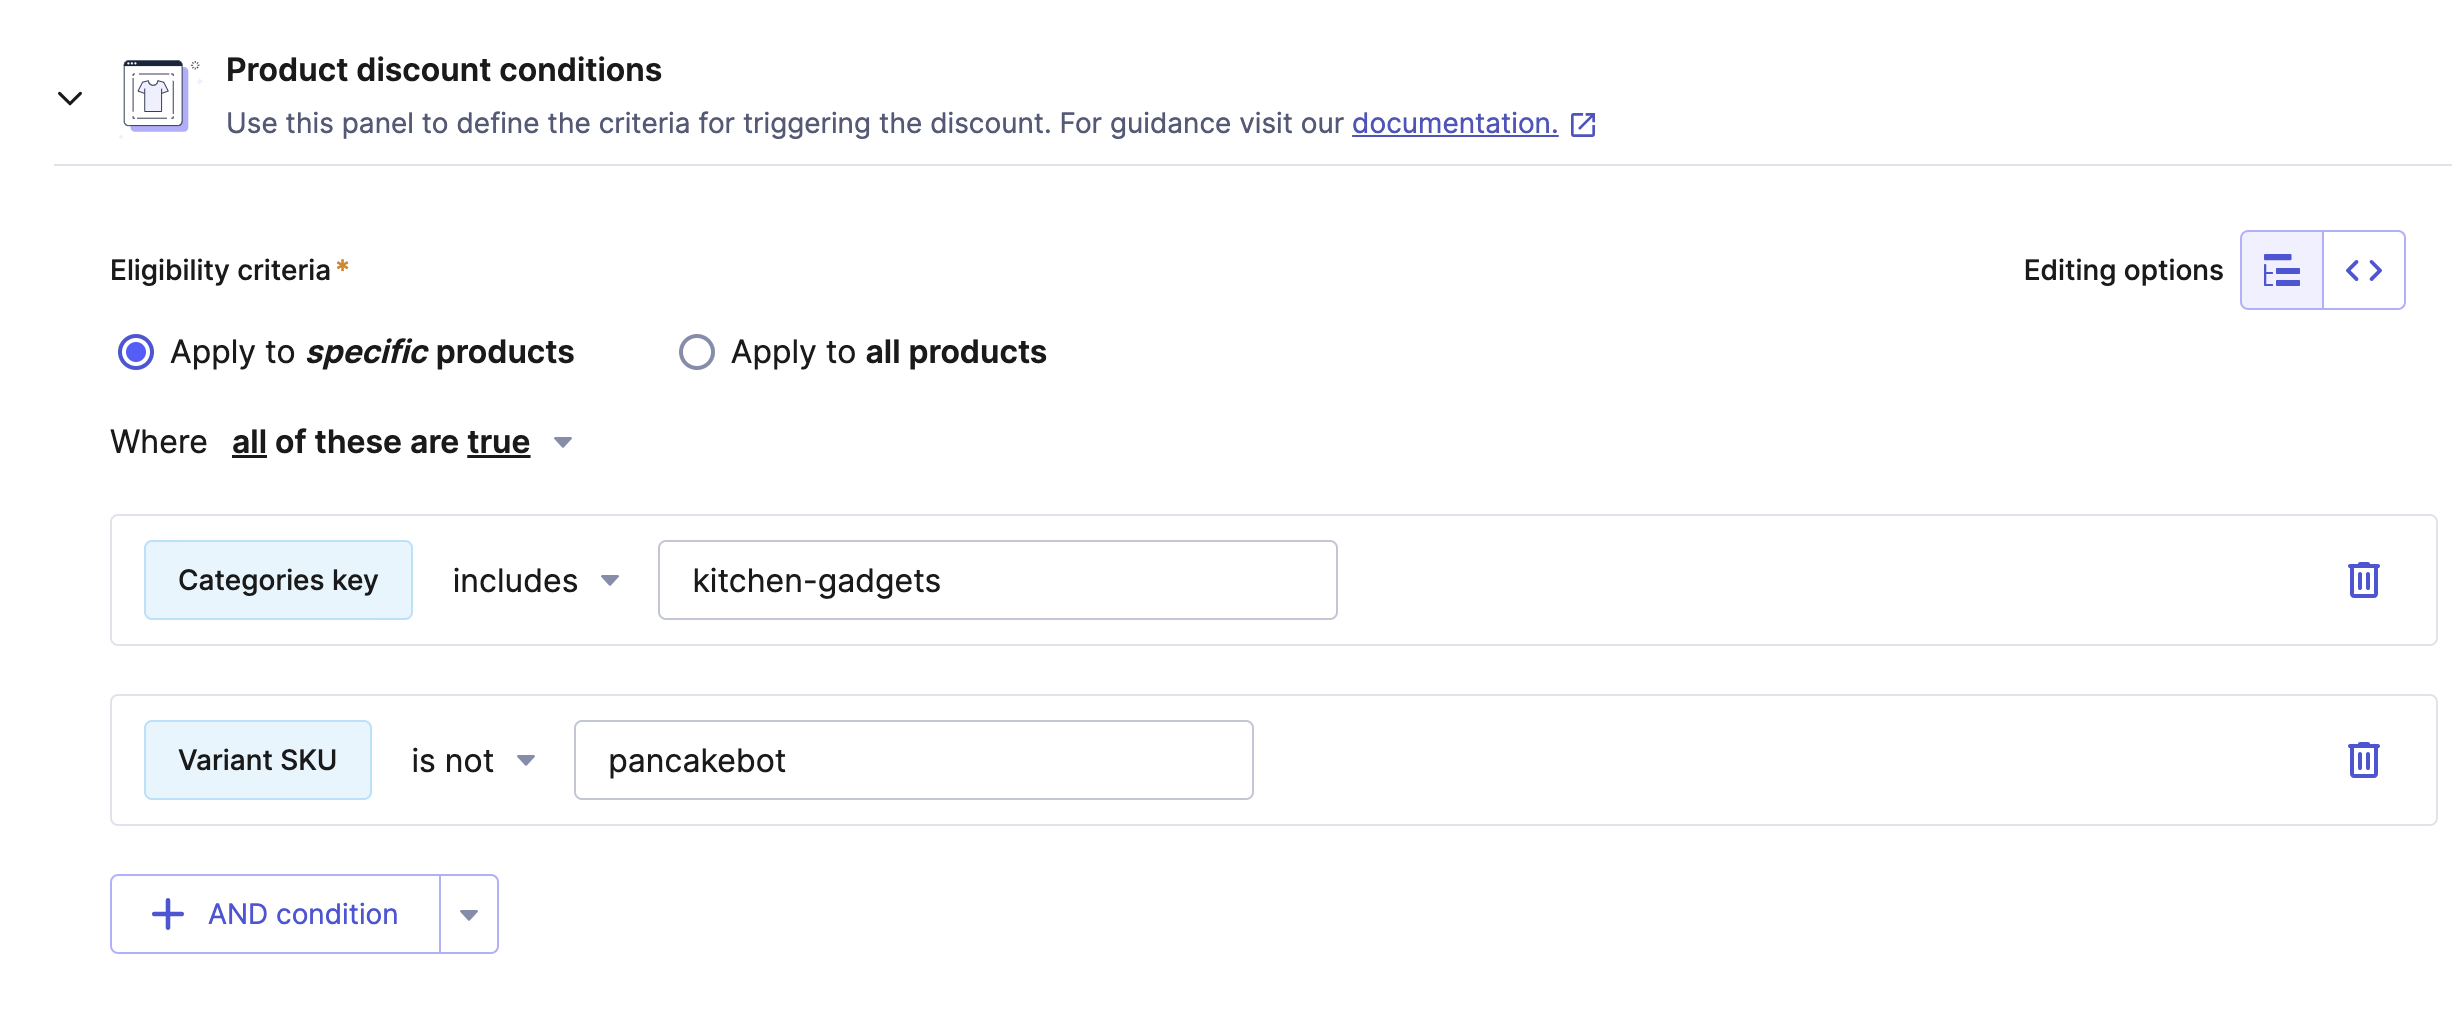 Product discount conditions
Use this panel to define the criteria for triggering the discount. For guidance visit our documentation.
Eligibility criteria*
Editing options
Apply to specific products
Apply to all products
Where all of these are true
Categories key includes kitchen-gadgets
Variant SKU is not pancakebot
AND condition